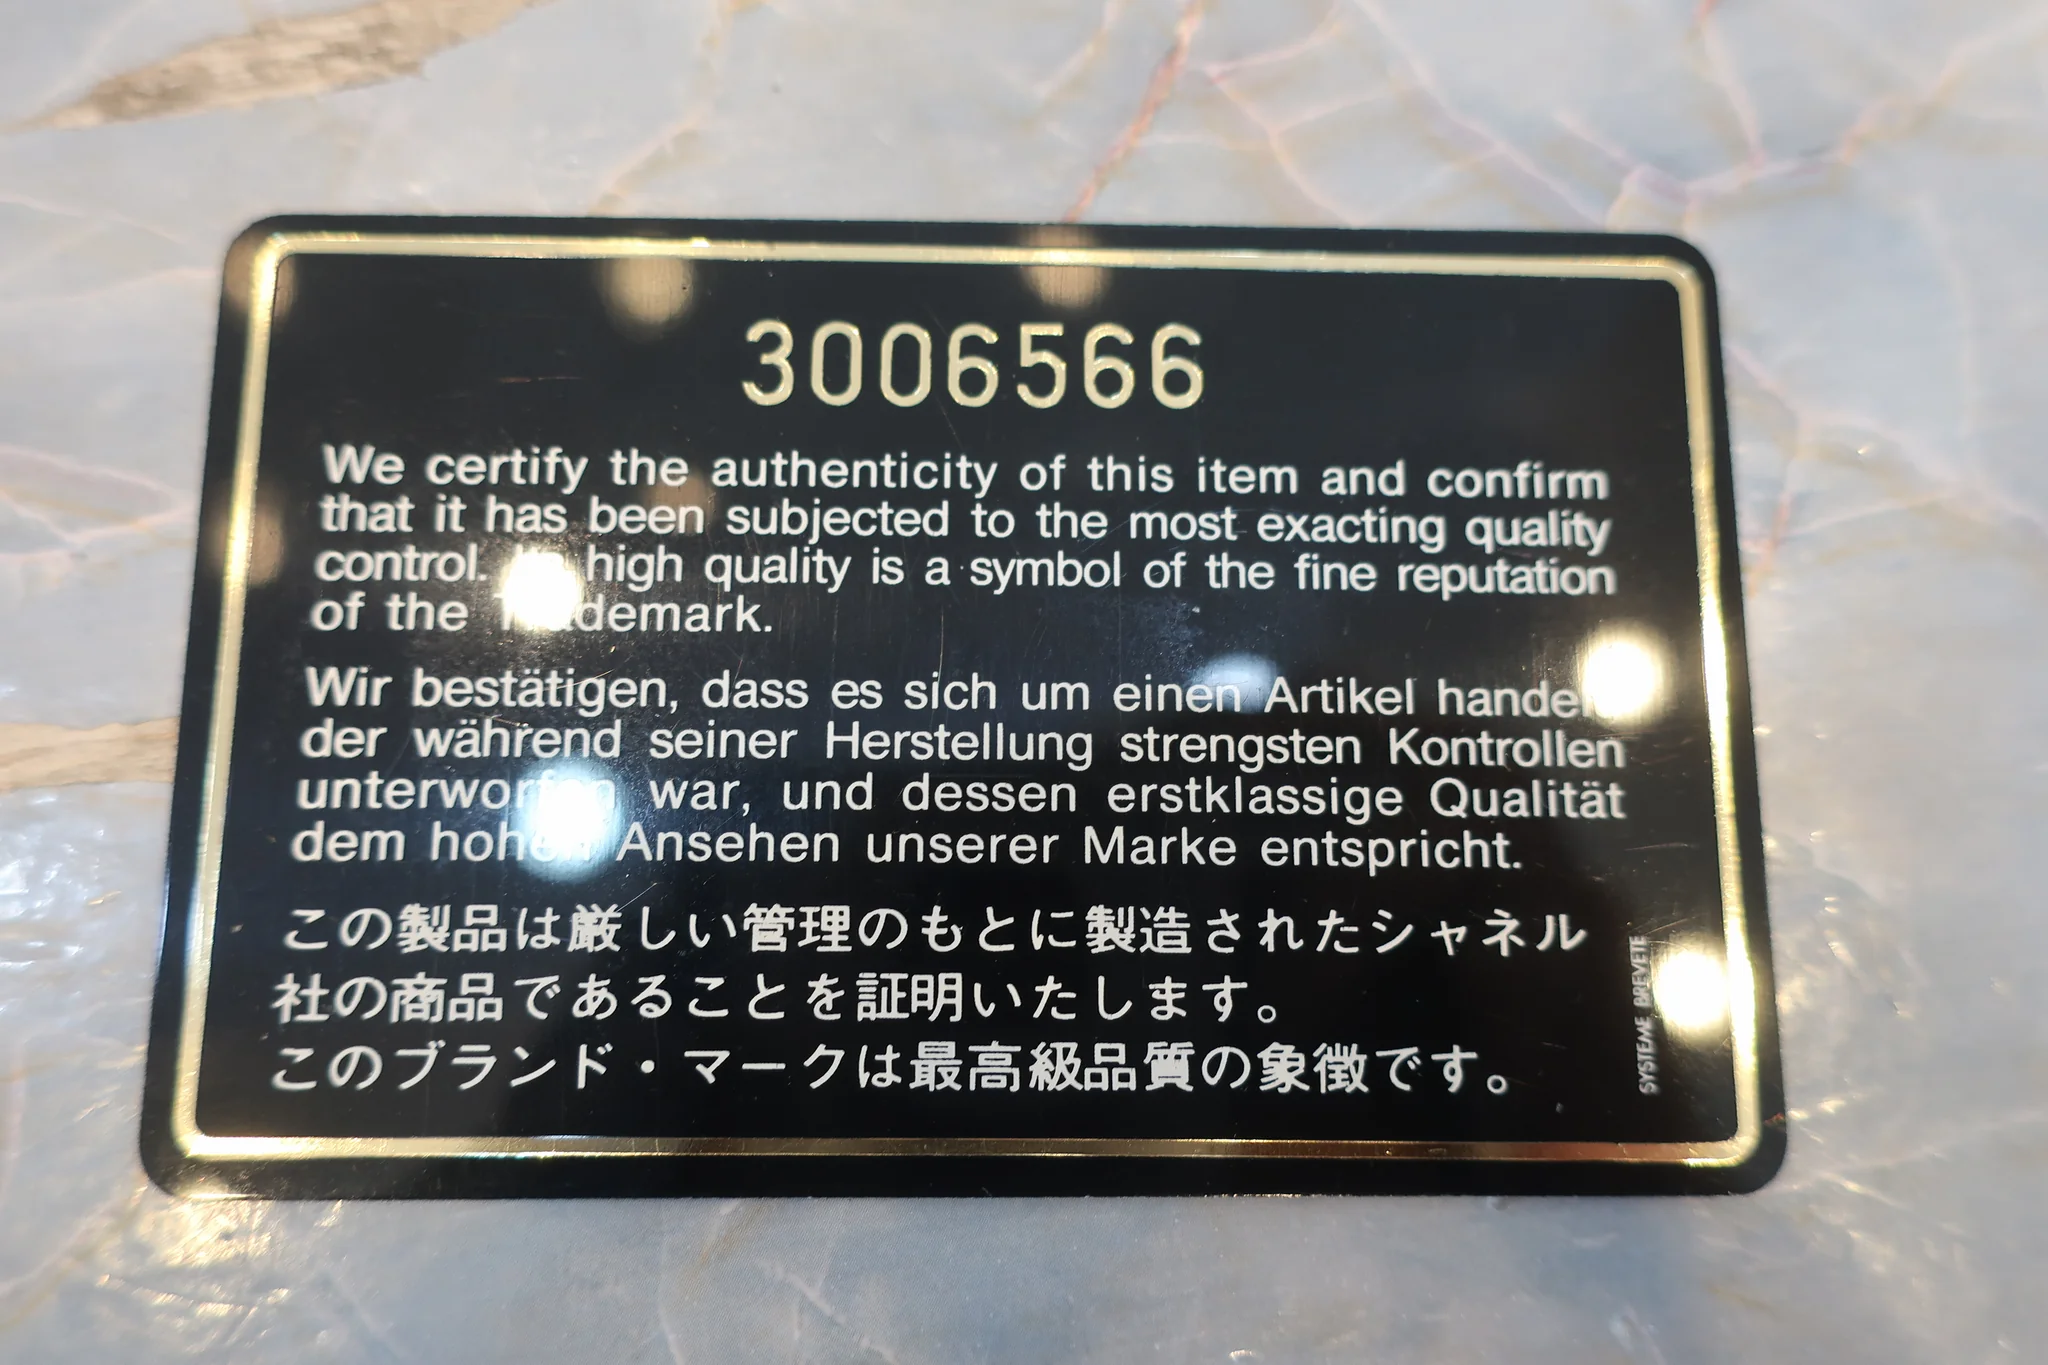 3006566
We certify the authenticity of this item and confirm
that it has been subjected to the most exacting quality
control. high quality is a symbol of the fine reputation
of the Trademark.
Wir bestätigen, dass es sich um einen Artikel
der während seiner Herstellung strengsten Kontrollen
unterworfen war, und dessen erstklassige Qualität
dem hohen Ansehen unserer Marke entspricht.
この製品は厳しい管理のもとに製造されたシャネル
社の商品であることを証明いたします。
このブランド・マークは最高級品質の象徴です。
SYSTEME BREVETE